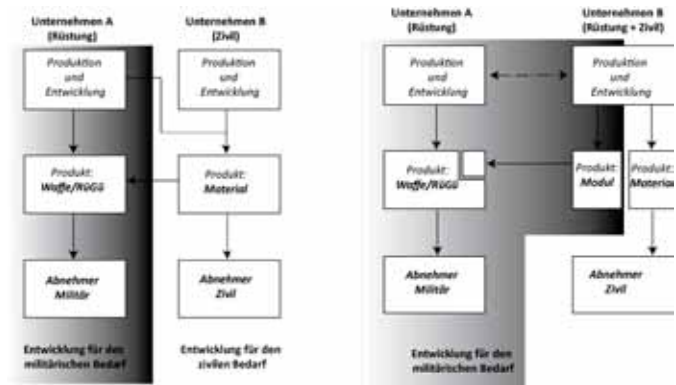 Unternehmen A
(Rüstung)
Unternehmen B
(Zivil)
Produktion
und
Entwicklung
Produktion
und
Entwicklung
Produkt:
Waffe/RüGü
Produkt:
Material
Abnehmer
Militär
Abnehmer
Zivil
Entwicklung für den
militärischen Bedarf
Entwicklung für den
zivilen Bedarf
Unternehmen A
(Rüstung)
Unternehmen B
(Rüstung + Zivil)
Produktion
und
Entwicklung
Produktion
und
Entwicklung
Produkt:
Waffe/RüGü
Produkt:
Modul
Produkt:
Material
Abnehmer
Militär
Abnehmer
Zivil
Entwicklung für den
militärischen Bedarf